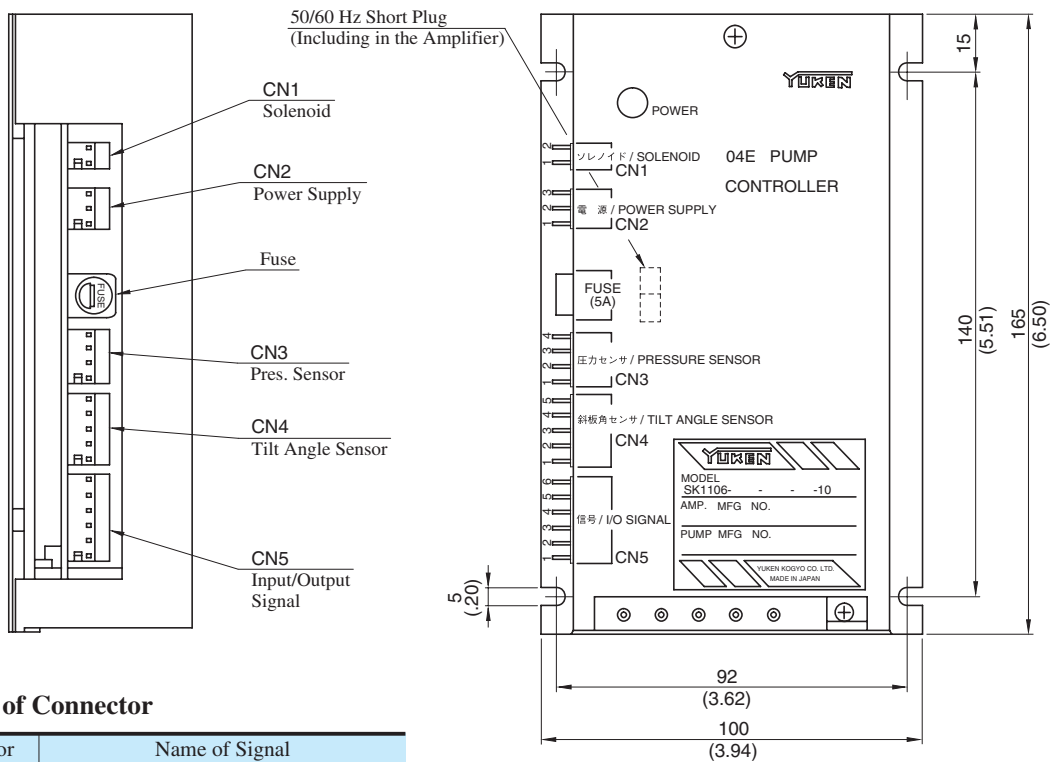 50/60 Hz Short Plug
(Including in the Amplifier)
CN1
Solenoid
CN2
Power Supply
Fuse
FUSE
CN3
Pres. Sensor
CN4
Tilt Angle Sensor
CN5
Input/Output
Signal
YUKEN
POWER
2
1
ソレノイド / SOLENOID
CN1
04E PUMP
CONTROLLER
3
2
1
電 源 / POWER SUPPLY
CN2
FUSE
(5A)
4
3
2
1
圧力センサ / PRESSURE SENSOR
CN3
5
4
3
2
1
斜板角センサ / TILT ANGLE SENSOR
CN4
6
5
4
3
2
1
信号 / I/O SIGNAL
CN5
YUKEN
MODEL
SK1106- - - -10
AMP. MFG NO.
PUMP MFG NO.
YUKEN KOGYO CO. LTD.
MADE IN JAPAN
15
140
(5.51)
165
(6.50)
5
(.20)
92
(3.62)
100
(3.94)
of Connector
or
Name of Signal